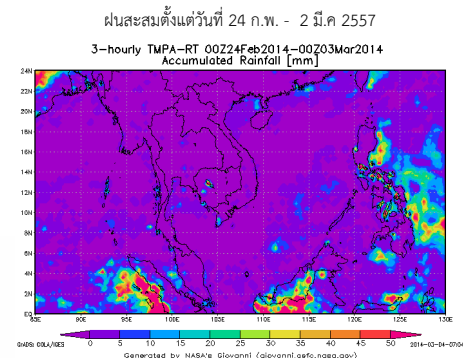 ฝนสะสมตั้งแต่วันที่ 24 ก.พ. - 2 มี.ค 2557
3-hourly TMPA-RT 00Z24Feb2014-00Z03Mar2014
Accumulated Rainfall [mm]
24N
22N
20N
18N
16N
14N
12N
10N
8N
6N
4N
2N
EQ
85E 90E 95E 100E 105E 110E 115E 120E 125E 130E
0 5 10 15 20 25 30 35 40 45 50
GrADS: COLA/IGES 2014-03-04-07:04
Generated by NASA's Giovanni (giovanni.gsfc.nasa.gov)